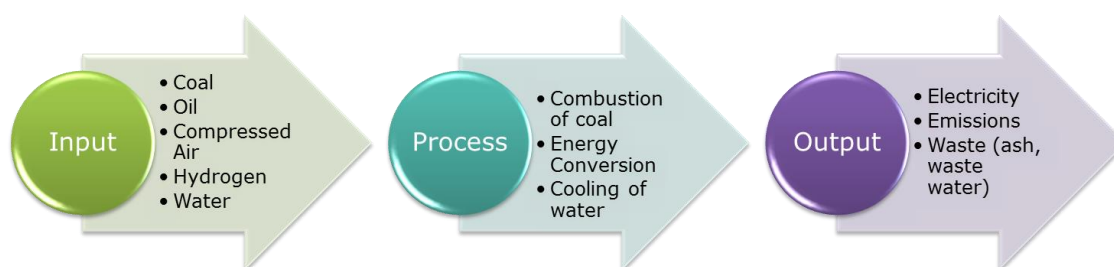 Input
• Coal
• Oil
• Compressed
Air
• Hydrogen
• Water
Process
• Combustion
of coal
• Energy
Conversion
• Cooling of
water
Output
• Electricity
• Emissions
• Waste (ash,
waste
water)